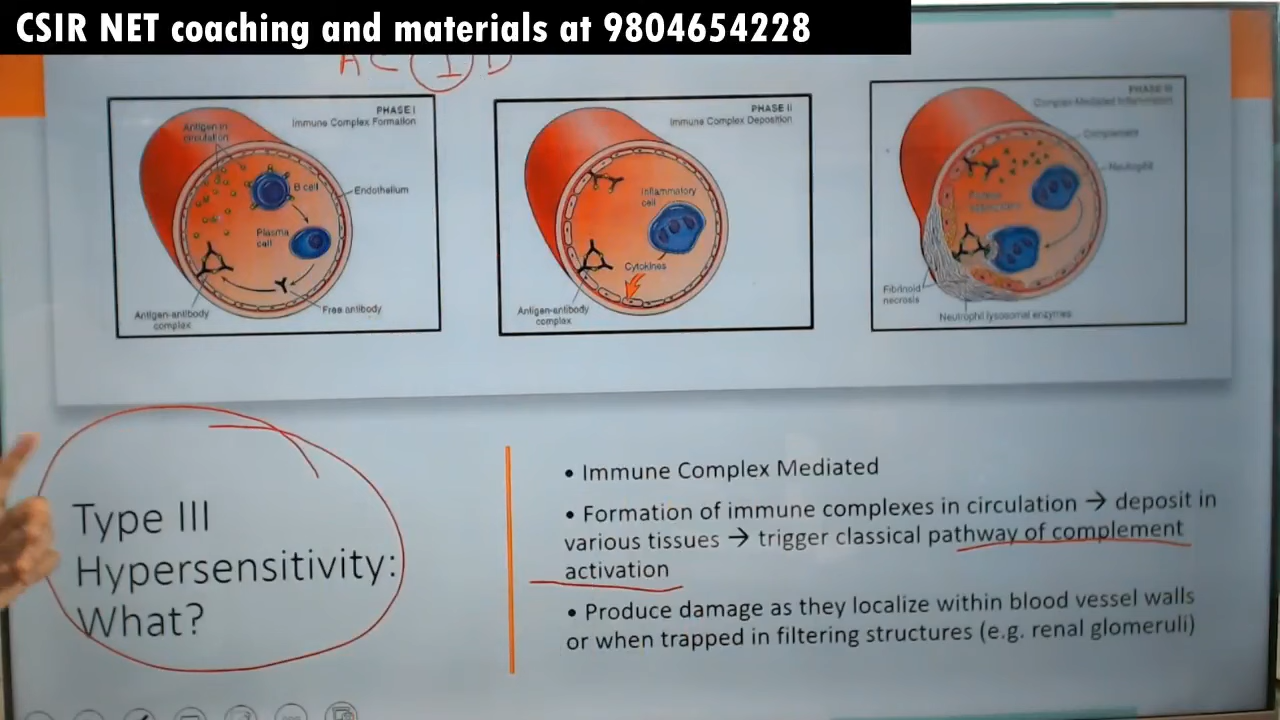 CSIR NET coaching and materials at 9804654228
A C I D
PHASE I
Immune Complex Formation
Antigen in
circulation
B cell
Endothelium
Plasma
cell
Free antibody
Antigen-antibody
complex
PHASE II
Immune Complex Deposition
Inflammatory
cell
Cytokines
Antigen-antibody
complex
PHASE III
Complex-Mediated Inflammation
Complement
Neutrophil
Fibrinoid
necrosis
Neutrophil lysosomal enzymes
Type III
Hypersensitivity:
What?
• Immune Complex Mediated
• Formation of immune complexes in circulation → deposit in
various tissues → trigger classical pathway of complement
activation
• Produce damage as they localize within blood vessel walls
or when trapped in filtering structures (e.g. renal glomeruli)